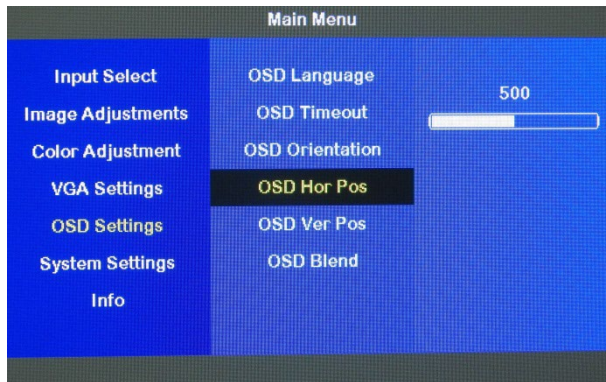 Main Menu
Input Select
Image Adjustments
Color Adjustment
VGA Settings
OSD Settings
System Settings
Info
OSD Language
OSD Timeout
OSD Orientation
OSD Hor Pos
OSD Ver Pos
OSD Blend
500